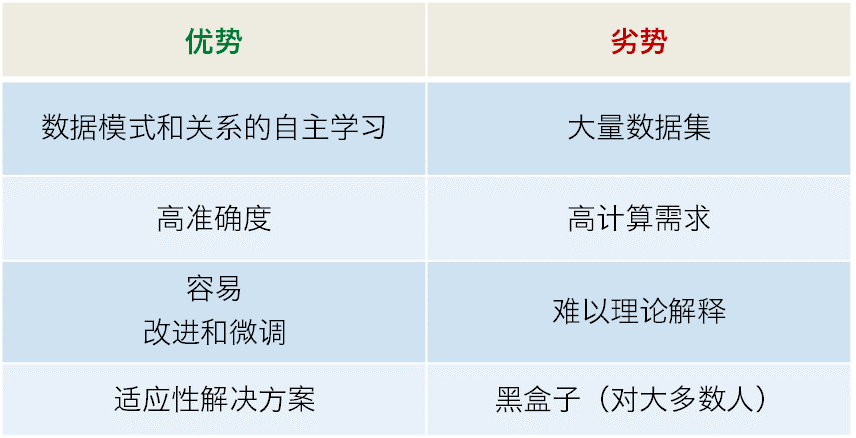 优势
劣势
数据模式和关系的自主学习
大量数据集
高准确度
高计算需求
容易
改进和微调
难以理论解释
适应性解决方案
黑盒子（对大多数人）